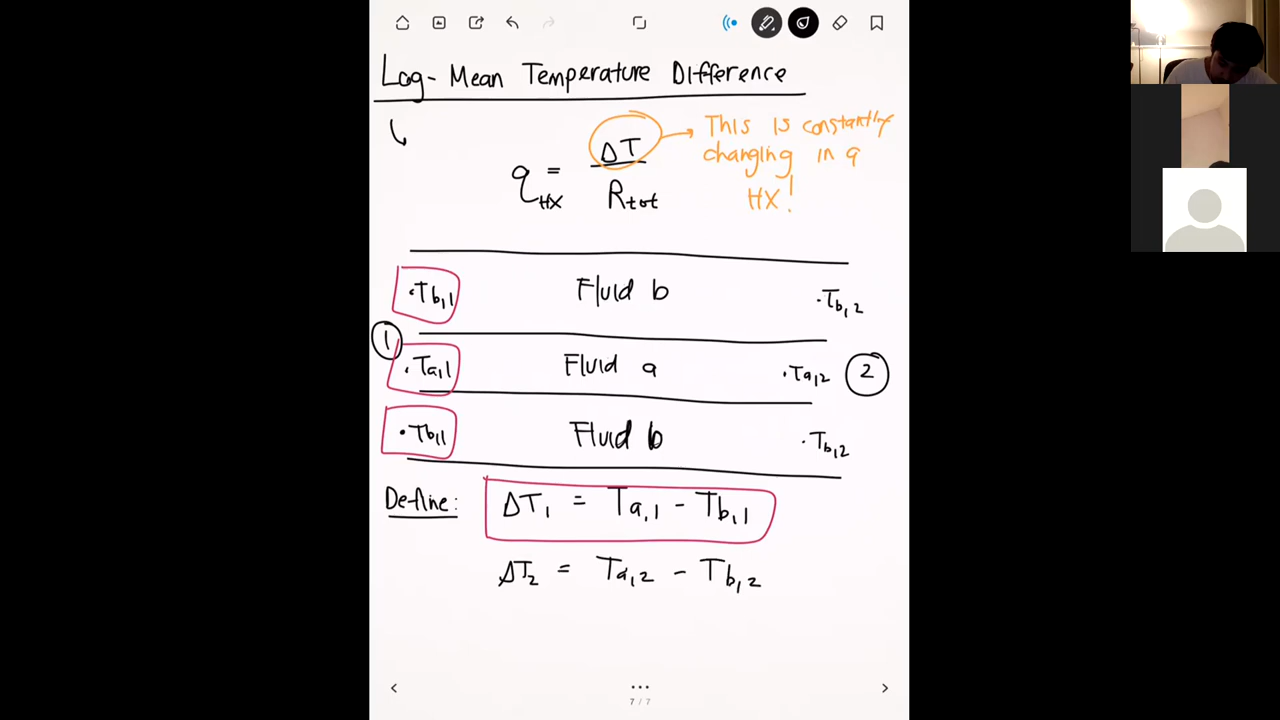 Log-Mean Temperature Difference
q_HX = ΔT / R_tot
This is constantly
changing in a
HX!
·T_b,1 Fluid b ·T_b,2
1
·T_a,1 Fluid a ·T_a,2 2
·T_b,1 Fluid b ·T_b,2
Define: ΔT_1 = T_a,1 - T_b,1
ΔT_2 = T_a,2 - T_b,2
7 / 7